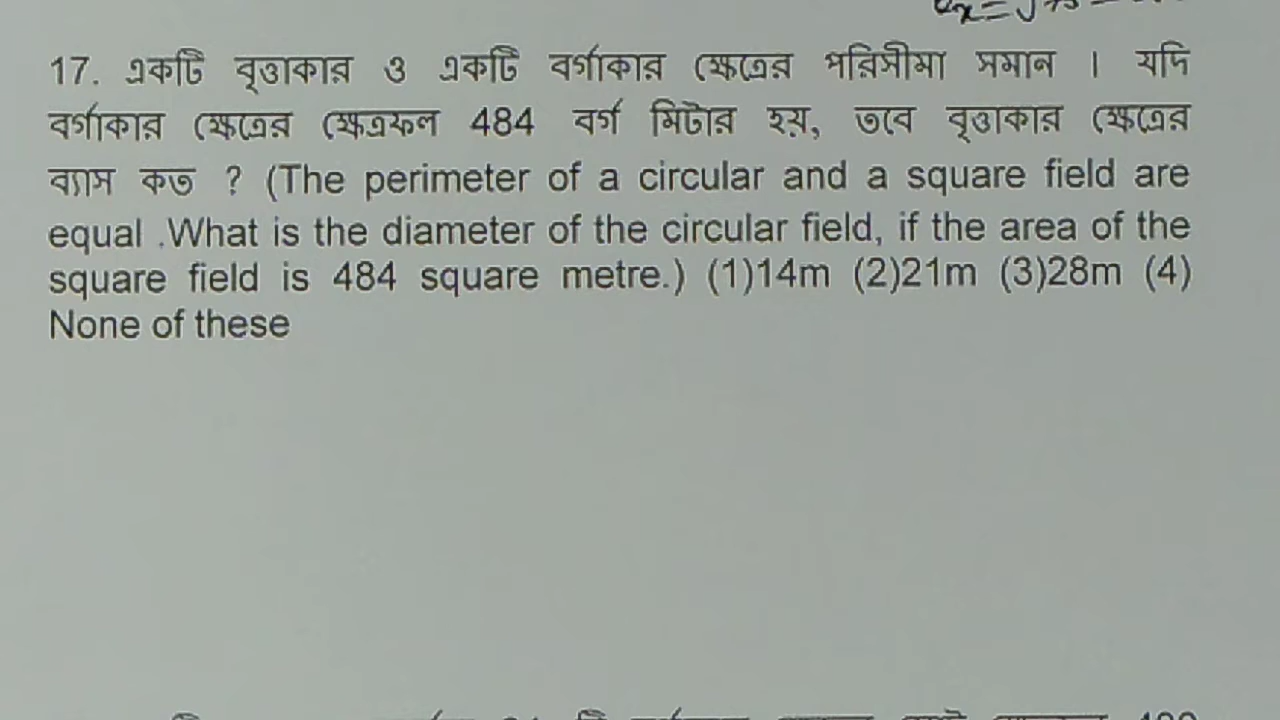 17. একটি বৃত্তাকার ও একটি বর্গাকার ক্ষেত্রের পরিসীমা সমান । যদি
বর্গাকার ক্ষেত্রের ক্ষেত্রফল 484 বর্গ মিটার হয়, তবে বৃত্তাকার ক্ষেত্রের
ব্যাস কত ? (The perimeter of a circular and a square field are
equal .What is the diameter of the circular field, if the area of the
square field is 484 square metre.) (1)14m (2)21m (3)28m (4)
None of these